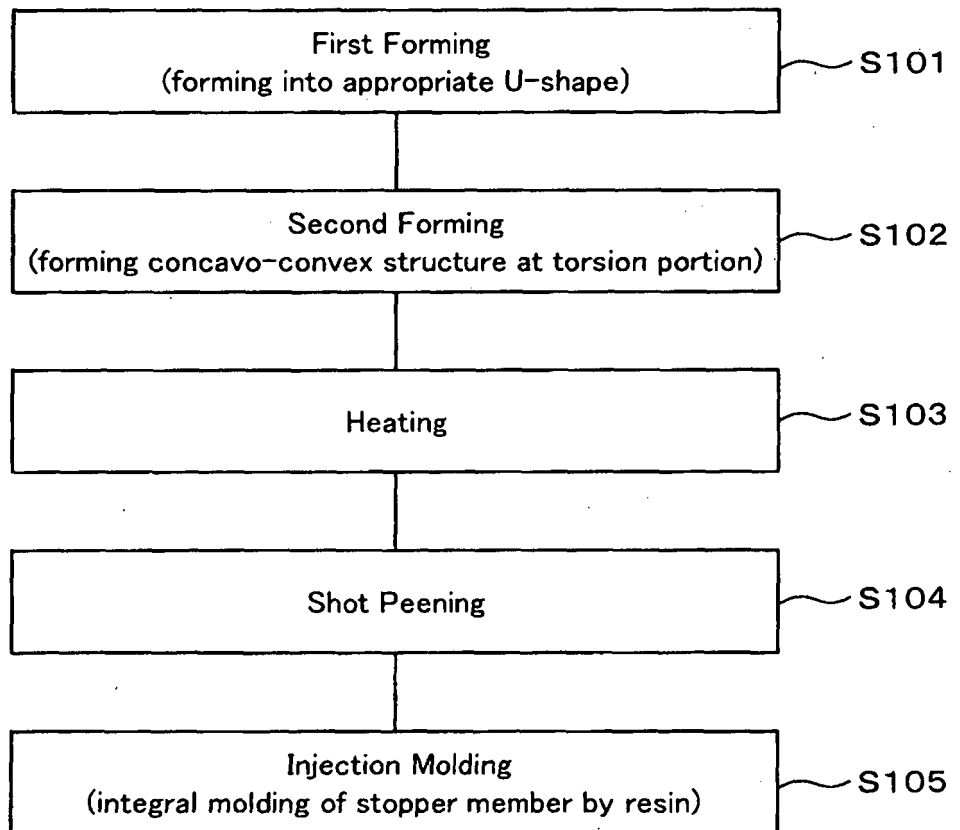 First Forming
(forming into appropriate U-shape)
S101
Second Forming
(forming concavo-convex structure at torsion portion)
S102
Heating
S103
Shot Peening
S104
Injection Molding
(integral molding of stopper member by resin)
S105